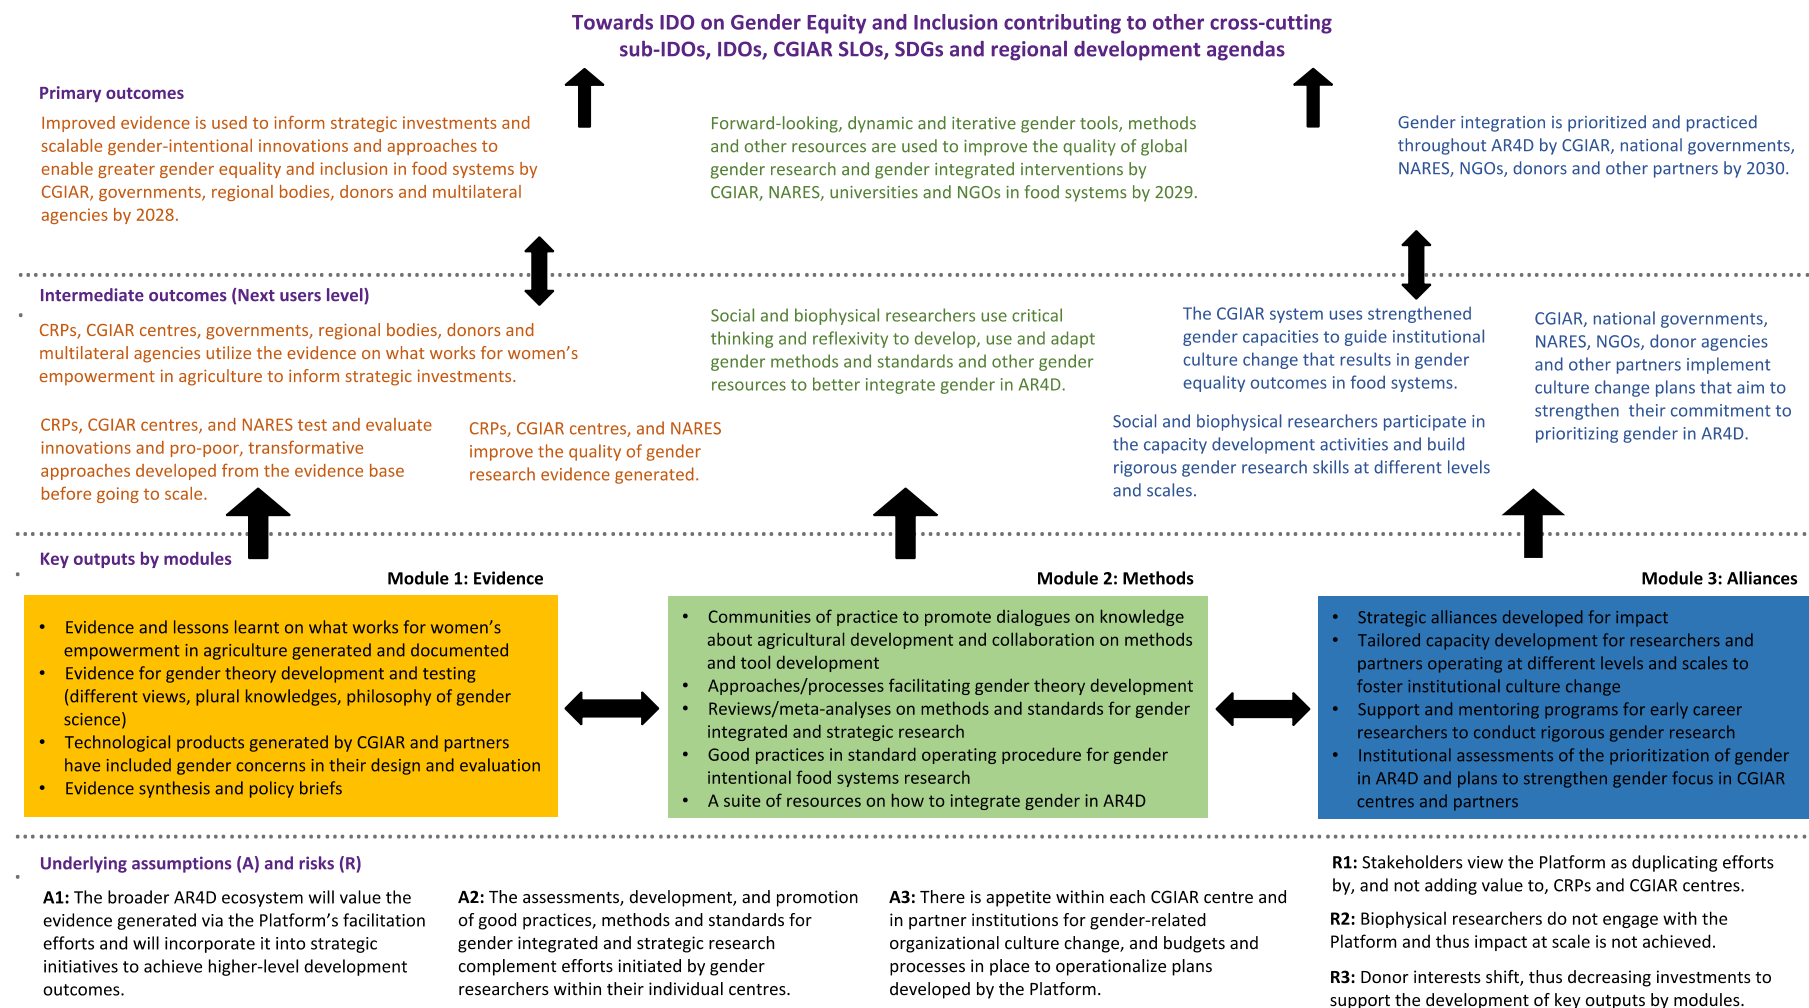 Towards IDO on Gender Equity and Inclusion contributing to other cross-cutting
sub-IDOs, IDOs, CGIAR SLOs, SDGs and regional development agendas
Primary outcomes
Improved evidence is used to inform strategic investments and
scalable gender-intentional innovations and approaches to
enable greater gender equality and inclusion in food systems by
CGIAR, governments, regional bodies, donors and multilateral
agencies by 2028.
Forward-looking, dynamic and iterative gender tools, methods
and other resources are used to improve the quality of global
gender research and gender integrated interventions by
CGIAR, NARES, universities and NGOs in food systems by 2029.
Gender integration is prioritized and practiced
throughout AR4D by CGIAR, national governments,
NARES, NGOs, donors and other partners by 2030.
Intermediate outcomes (Next users level)
CRPs, CGIAR centres, governments, regional bodies, donors and
multilateral agencies utilize the evidence on what works for women's
empowerment in agriculture to inform strategic investments.
CRPs, CGIAR centres, and NARES test and evaluate
innovations and pro-poor, transformative
approaches developed from the evidence base
before going to scale.
CRPs, CGIAR centres, and NARES
improve the quality of gender
research evidence generated.
Social and biophysical researchers use critical
thinking and reflexivity to develop, use and adapt
gender methods and standards and other gender
resources to better integrate gender in AR4D.
The CGIAR system uses strengthened
gender capacities to guide institutional
culture change that results in gender
equality outcomes in food systems.
Social and biophysical researchers participate in
the capacity development activities and build
rigorous gender research skills at different levels
and scales.
CGIAR, national governments,
NARES, NGOs, donor agencies
and other partners implement
culture change plans that aim to
strengthen  their commitment to
prioritizing gender in AR4D.
Key outputs by modules
Module 1: Evidence
• Evidence and lessons learnt on what works for women's
empowerment in agriculture generated and documented
• Evidence for gender theory development and testing
(different views, plural knowledges, philosophy of gender
science)
• Technological products generated by CGIAR and partners
have included gender concerns in their design and evaluation
• Evidence synthesis and policy briefs
Module 2: Methods
• Communities of practice to promote dialogues on knowledge
about agricultural development and collaboration on methods
and tool development
• Approaches/processes facilitating gender theory development
• Reviews/meta-analyses on methods and standards for gender
integrated and strategic research
• Good practices in standard operating procedure for gender
intentional food systems research
• A suite of resources on how to integrate gender in AR4D
Module 3: Alliances
• Strategic alliances developed for impact
• Tailored capacity development for researchers and
partners operating at different levels and scales to
foster institutional culture change
• Support and mentoring programs for early career
researchers to conduct rigorous gender research
• Institutional assessments of the prioritization of gender
in AR4D and plans to strengthen gender focus in CGIAR
centres and partners
Underlying assumptions (A) and risks (R)
A1: The broader AR4D ecosystem will value the
evidence generated via the Platform's facilitation
efforts and will incorporate it into strategic
initiatives to achieve higher-level development
outcomes.
A2: The assessments, development, and promotion
of good practices, methods and standards for
gender integrated and strategic research
complement efforts initiated by gender
researchers within their individual centres.
A3: There is appetite within each CGIAR centre and
in partner institutions for gender-related
organizational culture change, and budgets and
processes in place to operationalize plans
developed by the Platform.
R1: Stakeholders view the Platform as duplicating efforts
by, and not adding value to, CRPs and CGIAR centres.
R2: Biophysical researchers do not engage with the
Platform and thus impact at scale is not achieved.
R3: Donor interests shift, thus decreasing investments to
support the development of key outputs by modules.